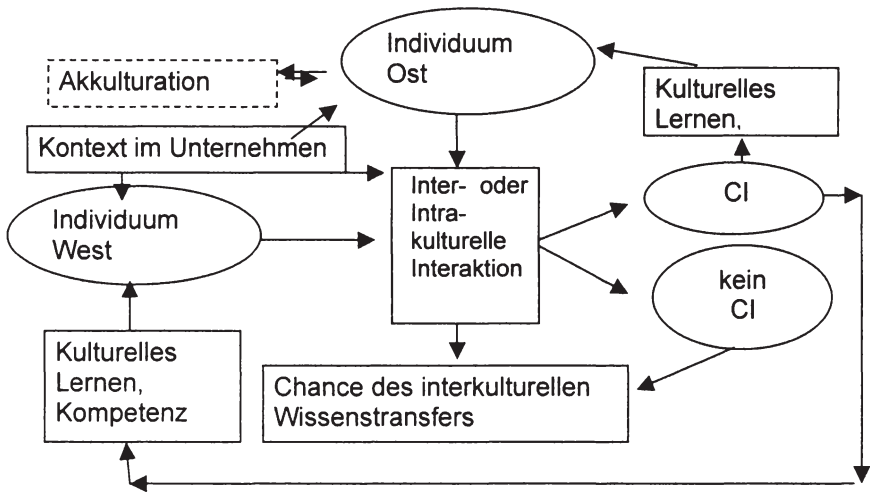 Individuum
Ost
Akkulturation
Kulturelles
Lernen,
Kontext im Unternehmen
Inter- oder
Intra-
kulturelle
Interaktion
CI
Individuum
West
kein
CI
Kulturelles
Lernen,
Kompetenz
Chance des interkulturellen
Wissenstransfers